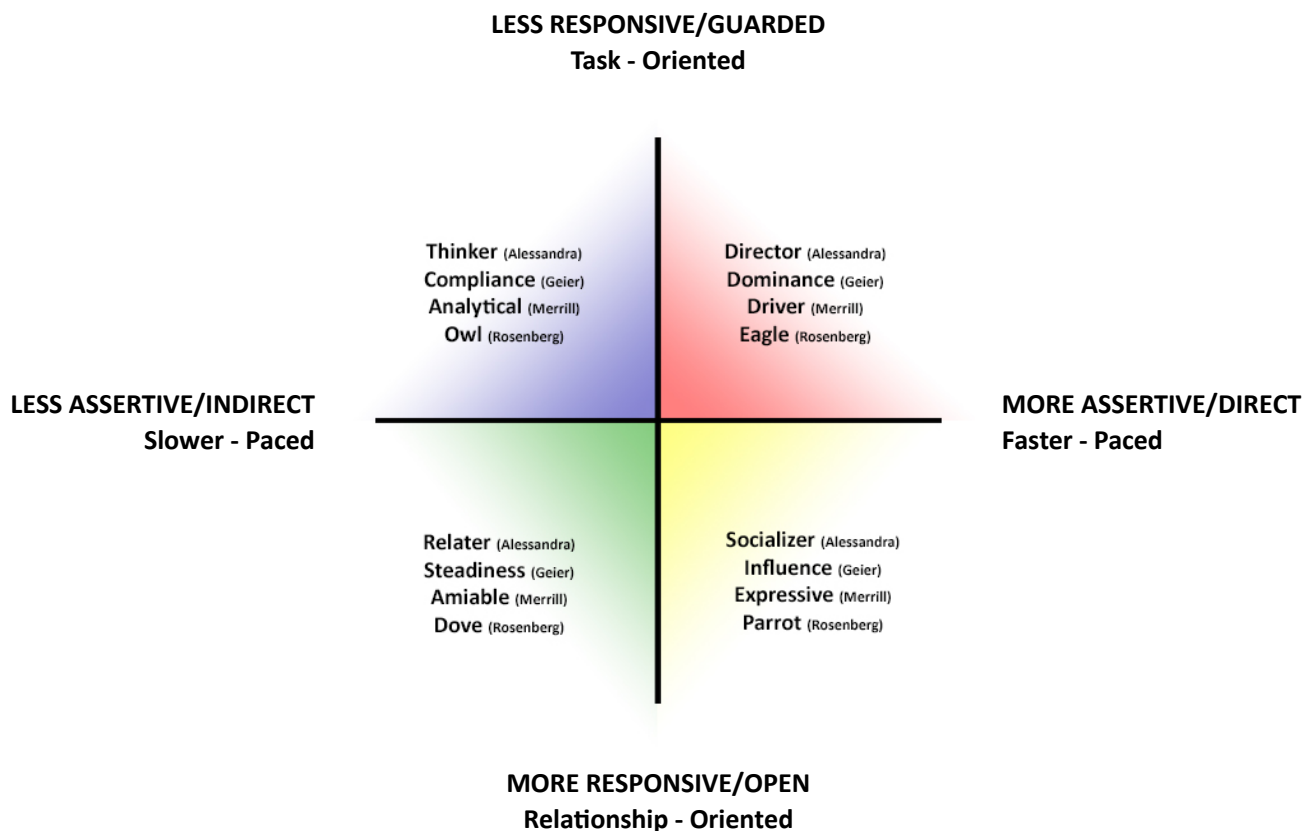 LESS RESPONSIVE/GUARDED
Task - Oriented
Thinker (Alessandra)
Compliance (Geier)
Analytical (Merrill)
Owl (Rosenberg)
Director (Alessandra)
Dominance (Geier)
Driver (Merrill)
Eagle (Rosenberg)
LESS ASSERTIVE/INDIRECT
Slower - Paced
MORE ASSERTIVE/DIRECT
Faster - Paced
Relater (Alessandra)
Steadiness (Geier)
Amiable (Merrill)
Dove (Rosenberg)
Socializer (Alessandra)
Influence (Geier)
Expressive (Merrill)
Parrot (Rosenberg)
MORE RESPONSIVE/OPEN
Relationship - Oriented